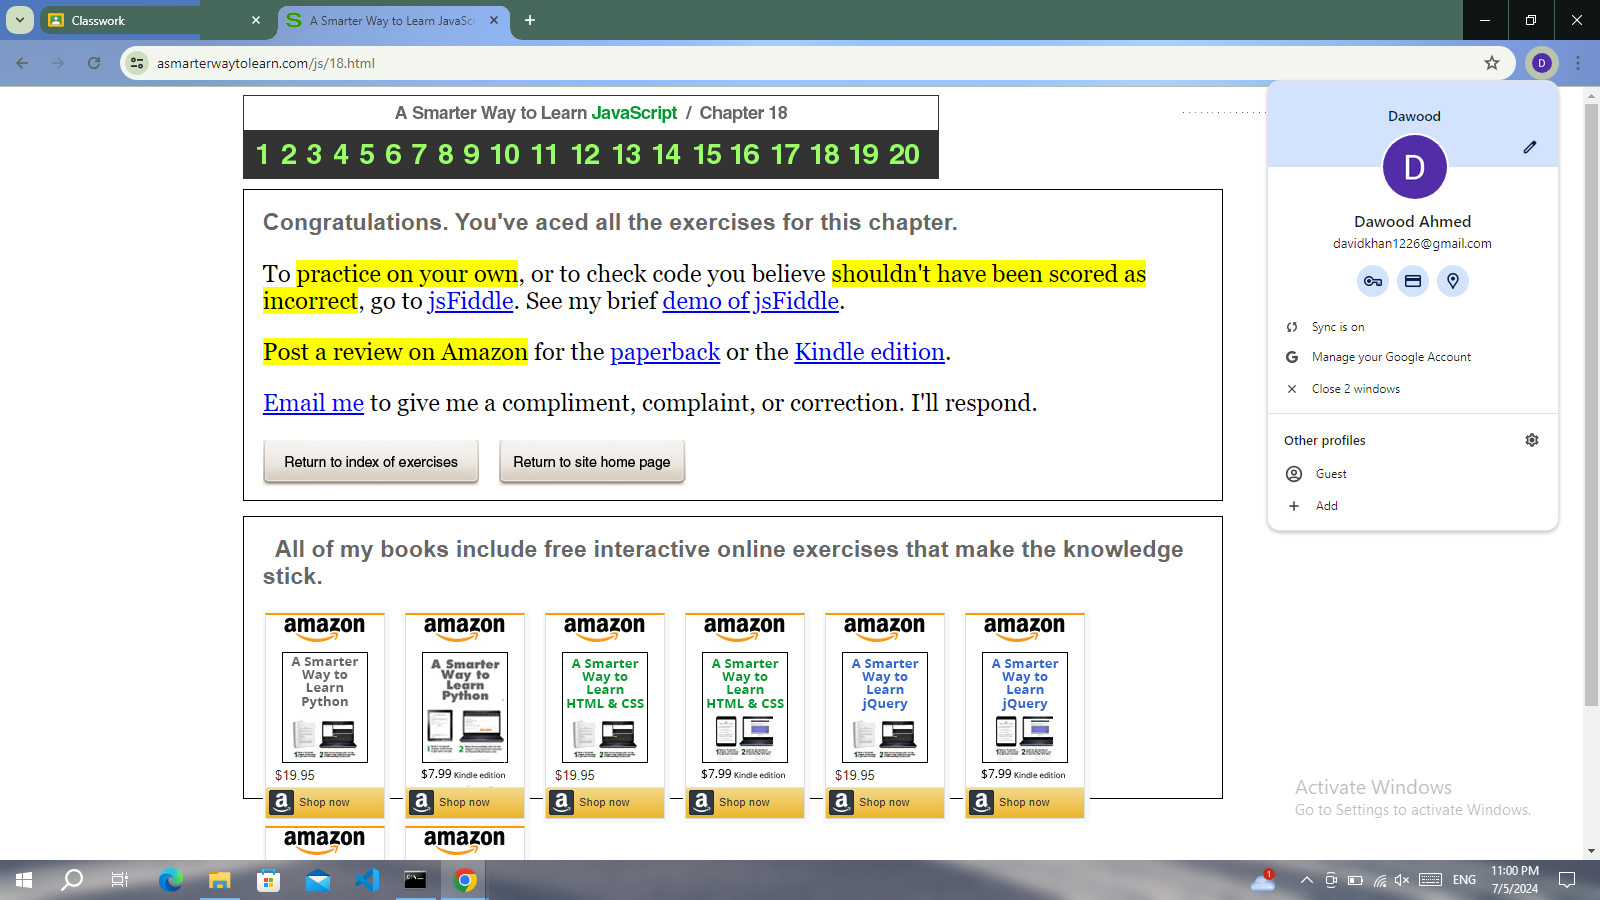 Classwork
A Smarter Way to Learn JavaScr
asmarterwaytolearn.com/js/18.html
D
A Smarter Way to Learn JavaScript / Chapter 18
1 2 3 4 5 6 7 8 9 10 11 12 13 14 15 16 17 18 19 20
Congratulations. You've aced all the exercises for this chapter.
To practice on your own, or to check code you believe shouldn't have been scored as
incorrect, go to jsFiddle. See my brief demo of jsFiddle.
Post a review on Amazon for the paperback or the Kindle edition.
Email me to give me a compliment, complaint, or correction. I'll respond.
Return to index of exercises
Return to site home page
All of my books include free interactive online exercises that make the knowledge
stick.
amazon
A Smarter
Way to
Learn
Python
$19.95
Shop now
amazon
A Smarter
Way to
Learn
Python
$7.99 Kindle edition
Shop now
amazon
A Smarter
Way to
Learn
HTML & CSS
$19.95
Shop now
amazon
A Smarter
Way to
Learn
HTML & CSS
$7.99 Kindle edition
Shop now
amazon
A Smarter
Way to
Learn
jQuery
$19.95
Shop now
amazon
A Smarter
Way to
Learn
jQuery
$7.99 Kindle edition
Shop now
amazon
amazon
Dawood
D
Dawood Ahmed
davidkhan1226@gmail.com
Sync is on
Manage your Google Account
Close 2 windows
Other profiles
Guest
Add
Activate Windows
Go to Settings to activate Windows.
1
ENG
11:00 PM
7/5/2024